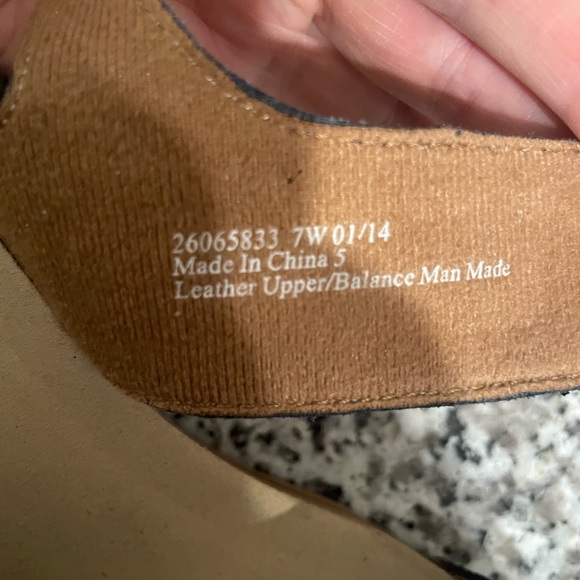 26065833 7W 01/14
Made In China 5
Leather Upper/Balance Man Made